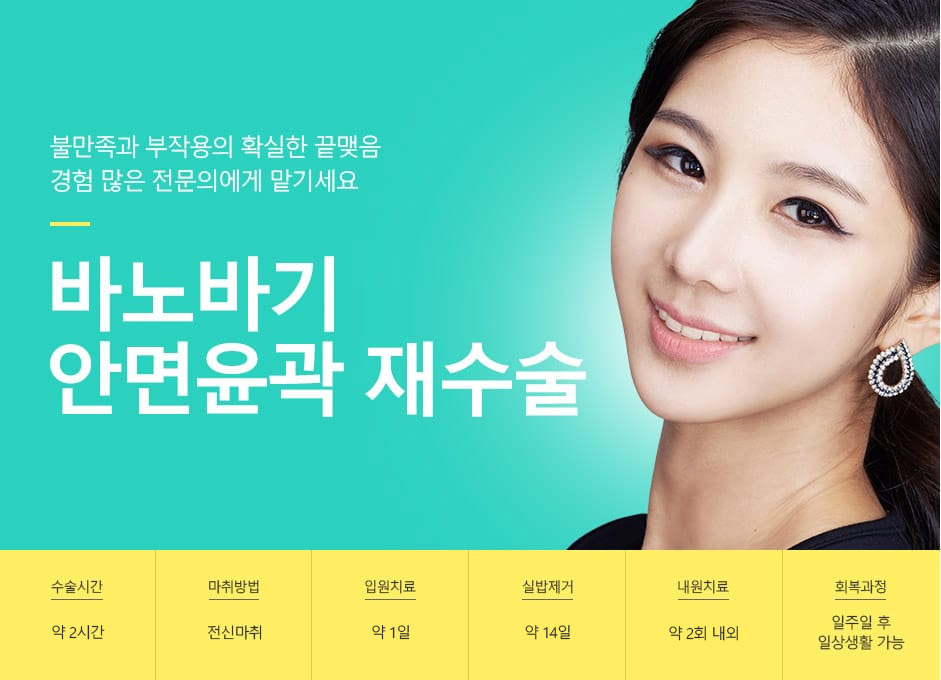 불만족과 부작용의 확실한 끝맺음
경험 많은 전문의에게 맡기세요
바노바기
안면윤곽 재수술
수술시간
약 2시간
마취방법
전신마취
입원치료
약 1일
실밥제거
약 14일
내원치료
약 2회 내외
회복과정
일주일 후
일상생활 가능